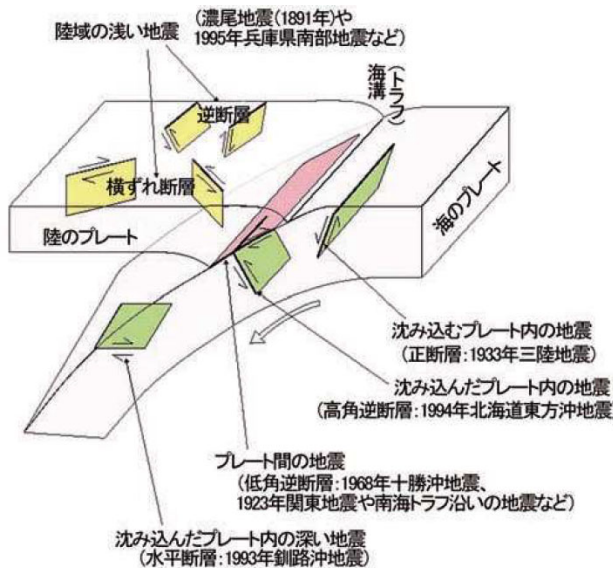 陸域の浅い地震
(濃尾地震(1891年)や
1995年兵庫県南部地震など)
海溝
(トラフ)
逆断層
横ずれ断層
陸のプレート
海のプレート
沈み込むプレート内の地震
(正断層:1933年三陸地震)
沈み込んだプレート内の地震
(高角逆断層:1994年北海道東方沖地震)
プレート間の地震
(低角逆断層:1968年十勝沖地震、
1923年関東地震や南海トラフ沿いの地震など)
沈み込んだプレート内の深い地震
(水平断層:1993年釧路沖地震)